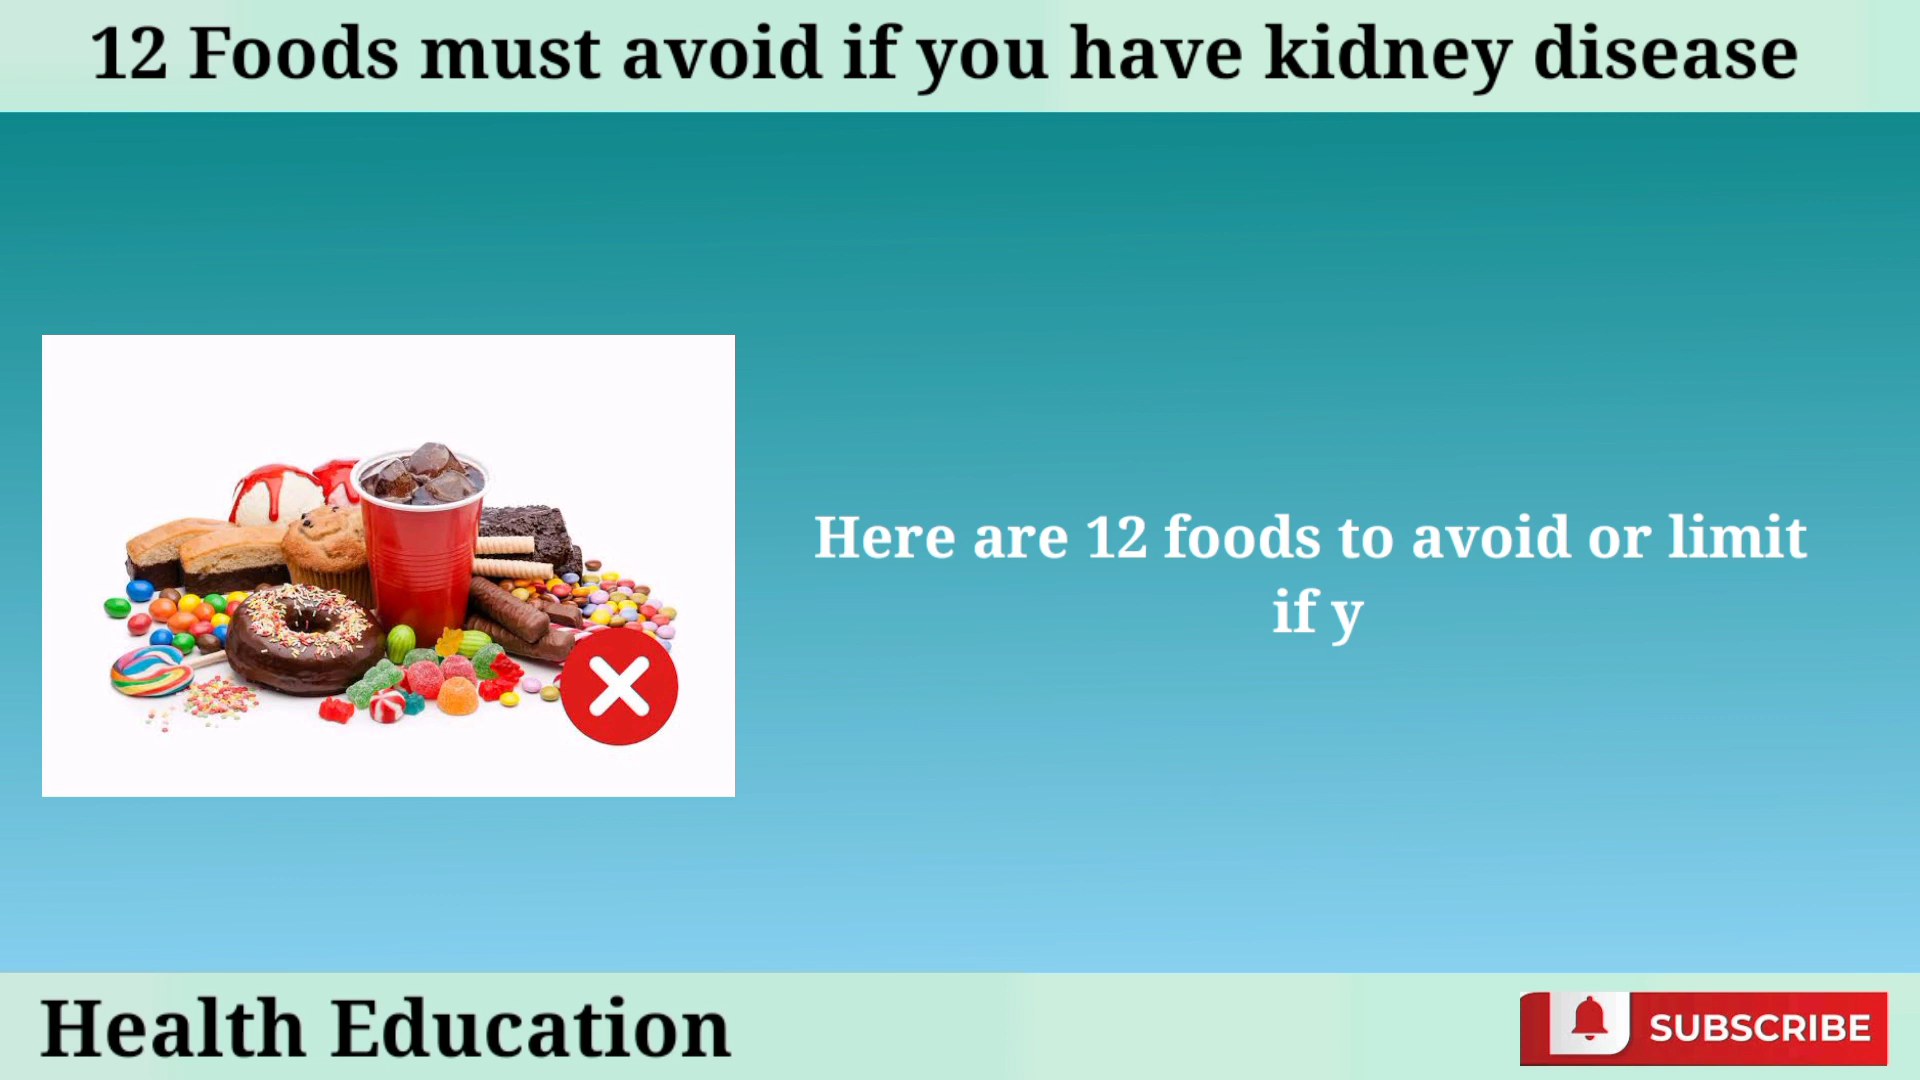 12 Foods must avoid if you have kidney disease
Here are 12 foods to avoid or limit
if y
Health Education
SUBSCRIBE